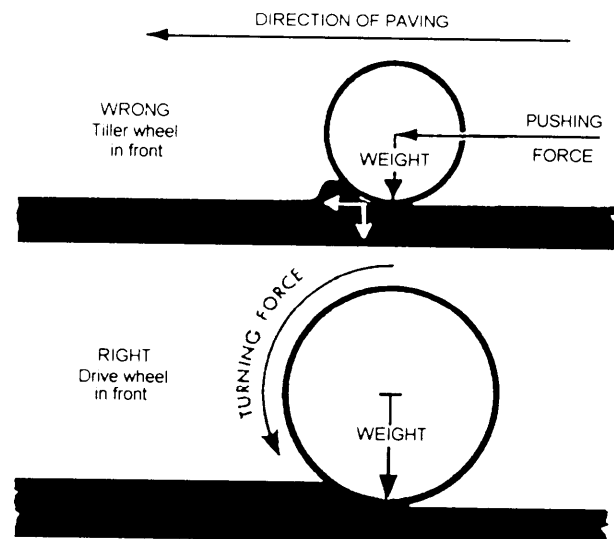 DIRECTION OF PAVING
WRONG
Tiller wheel
in front
PUSHING
FORCE
WEIGHT
TURNING FORCE
RIGHT
Drive wheel
in front
WEIGHT